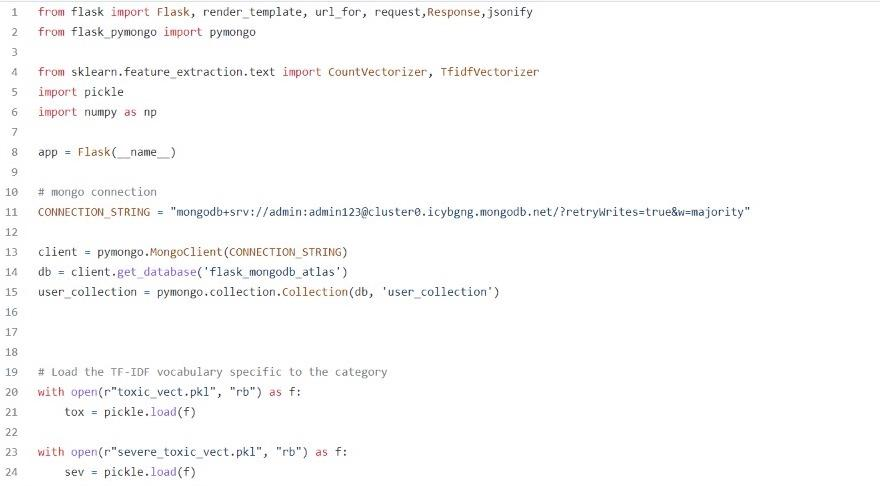 1 from flask import Flask, render_template, url_for, request,Response,jsonify
2 from flask_pymongo import pymongo
3
4 from sklearn.feature_extraction.text import CountVectorizer, TfidfVectorizer
5 import pickle
6 import numpy as np
7
8 app = Flask(__name__)
9
10 # mongo connection
11 CONNECTION_STRING = "mongodb+srv://admin:admin123@cluster0.icybgng.mongodb.net/?retryWrites=true&w=majority"
12
13 client = pymongo.MongoClient(CONNECTION_STRING)
14 db = client.get_database('flask_mongodb_atlas')
15 user_collection = pymongo.collection.Collection(db, 'user_collection')
16
17
18
19 # Load the TF-IDF vocabulary specific to the category
20 with open(r"toxic_vect.pkl", "rb") as f:
21     tox = pickle.load(f)
22
23 with open(r"severe_toxic_vect.pkl", "rb") as f:
24     sev = pickle.load(f)